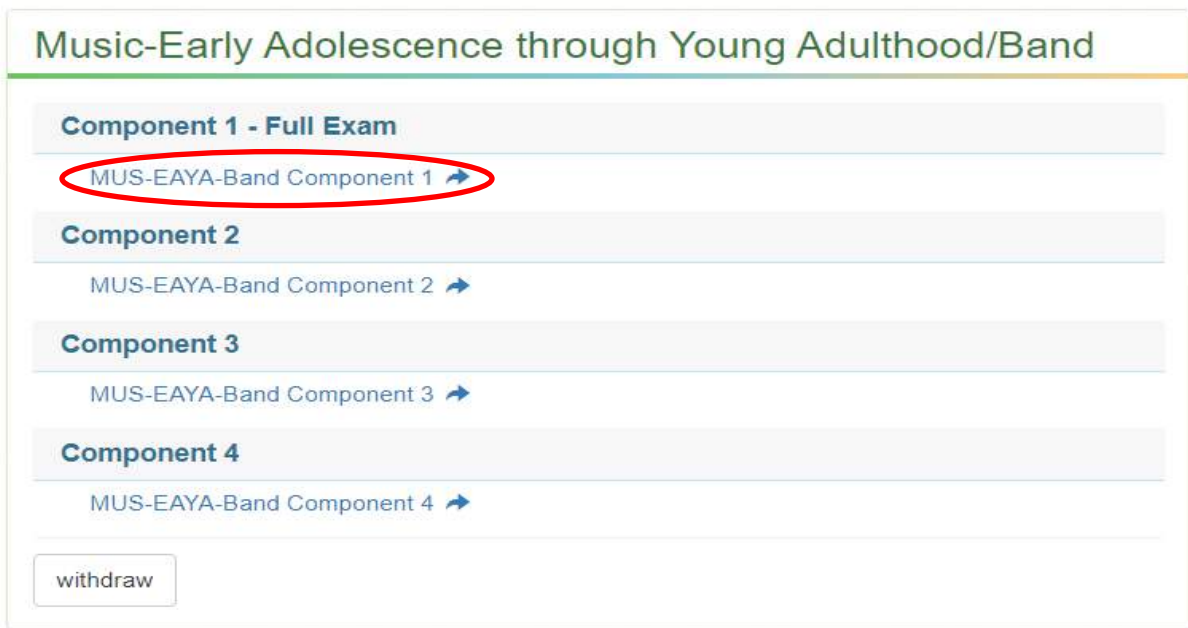 Music-Early Adolescence through Young Adulthood/Band
Component 1 - Full Exam
MUS-EAYA-Band Component 1
Component 2
MUS-EAYA-Band Component 2
Component 3
MUS-EAYA-Band Component 3
Component 4
MUS-EAYA-Band Component 4
withdraw